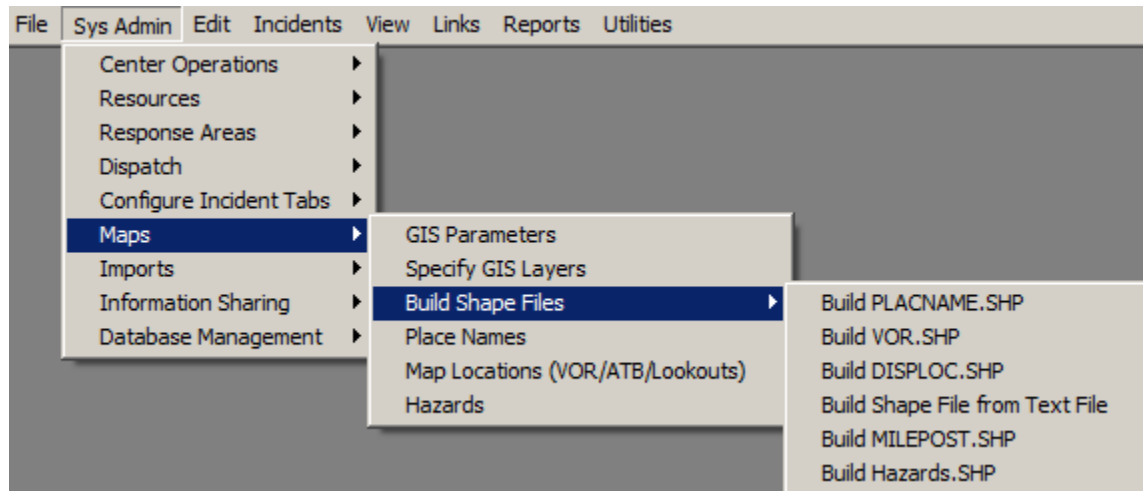 File Sys Admin Edit Incidents View Links Reports Utilities
Center Operations
Resources
Response Areas
Dispatch
Configure Incident Tabs
Maps
Imports
Information Sharing
Database Management
GIS Parameters
Specify GIS Layers
Build Shape Files
Place Names
Map Locations (VOR/ATB/Lookouts)
Hazards
Build PLACNAME.SHP
Build VOR.SHP
Build DISPLOC.SHP
Build Shape File from Text File
Build MILEPOST.SHP
Build Hazards.SHP